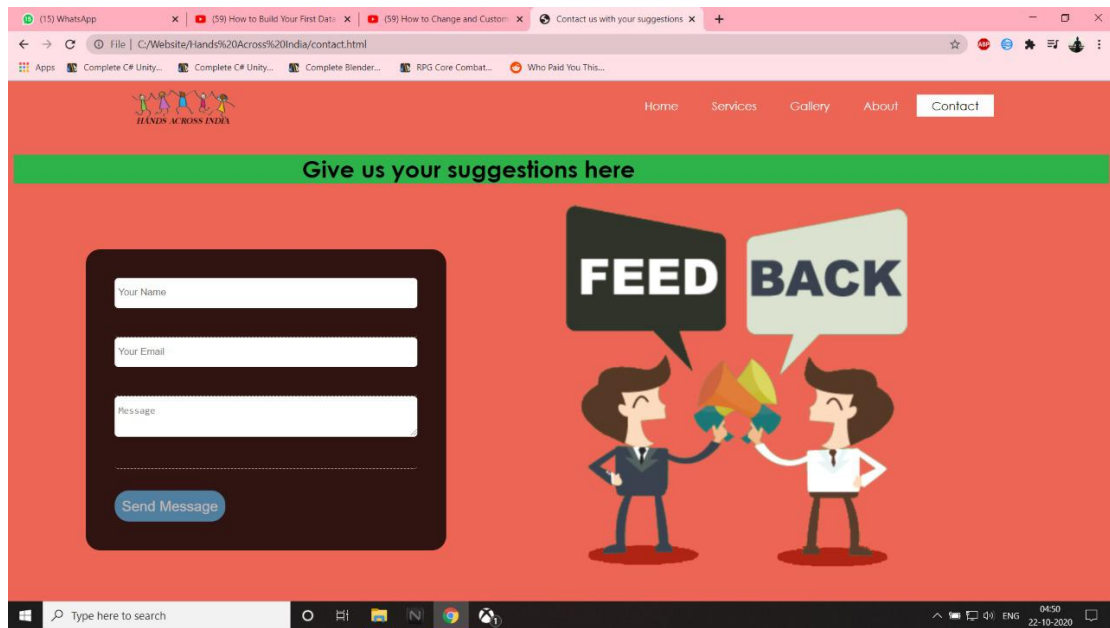 15
(15) WhatsApp
(59) How to Build Your First Data
(59) How to Change and Custom
Contact us with your suggestions
File | C:/Website/Hands%20Across%20India/contact.html
ABP
Apps
Complete C# Unity...
Complete C# Unity...
Complete Blender...
RPG Core Combat...
Who Paid You This...
HANDS ACROSS INDIA
Home Services Gallery About Contact
Give us your suggestions here
FEED BACK
Your Name
Your Email
Message
Send Message
Type here to search
N
1
ENG
04:50
22-10-2020